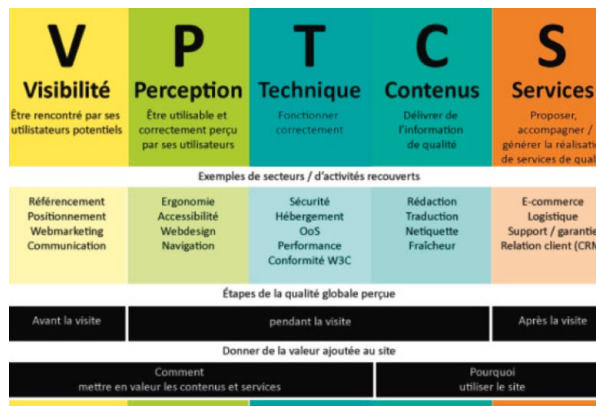 V P T C S
Visibilité Perception Technique Contenus Services
Être rencontré par ses
utilistateurs potentiels
Être utilisable et
correctement perçu
par ses utilisateurs
Fonctionner
correctement
Délivrer de
l'information
de qualité
Proposer,
accompagner /
générer la réalisati
de services de qual
Exemples de secteurs / d'activités recouverts
Référencement
Positionnement
Webmarketing
Communication
Ergonomie
Accessibilité
Webdesign
Navigation
Sécurité
Hébergement
OoS
Performance
Conformité W3C
Rédaction
Traduction
Netiquette
Fraîcheur
E-commerce
Logistique
Support / garantie
Relation client (CRM
Étapes de la qualité globale perçue
Avant la visite
pendant la visite
Après la visite
Donner de la valeur ajoutée au site
Comment
mettre en valeur les contenus et services
Pourquoi
utiliser le site